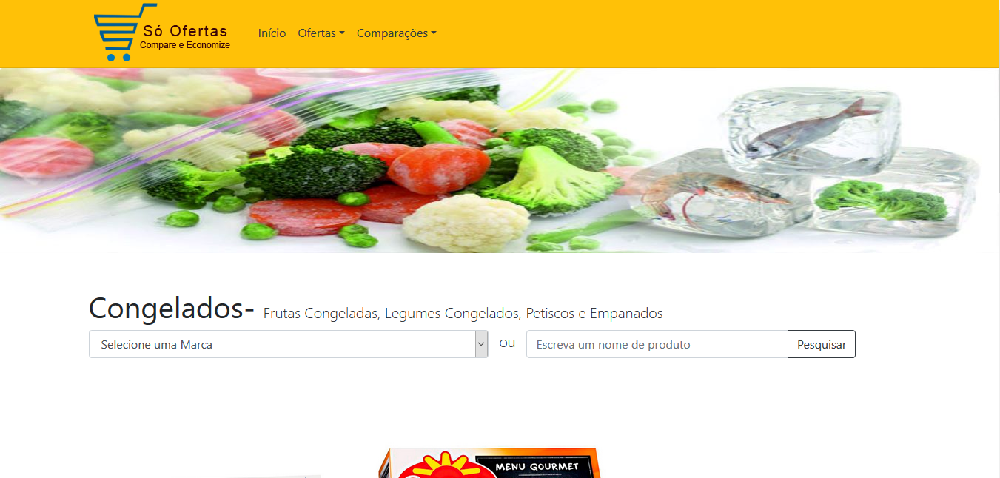 Só Ofertas
Compare e Economize
Início Ofertas Comparações
Congelados- Frutas Congeladas, Legumes Congelados, Petiscos e Empanados
Selecione uma Marca ou Escreva um nome de produto Pesquisar
MENU GOURMET